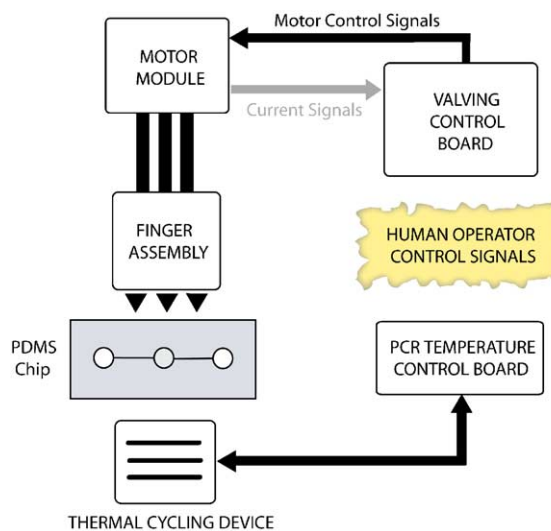 Motor Control Signals
MOTOR
MODULE
Current Signals
VALVING
CONTROL
BOARD
FINGER
ASSEMBLY
HUMAN OPERATOR
CONTROL SIGNALS
PDMS
Chip
PCR TEMPERATURE
CONTROL BOARD
THERMAL CYCLING DEVICE